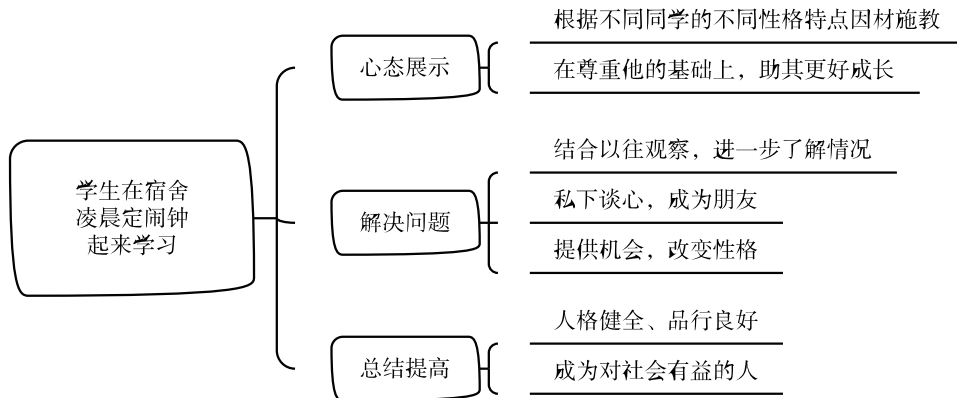 学生在宿舍
凌晨定闹钟
起来学习
心态展示
根据不同同学的不同性格特点因材施教
在尊重他的基础上，助其更好成长
解决问题
结合以往观察，进一步了解情况
私下谈心，成为朋友
提供机会，改变性格
总结提高
人格健全、品行良好
成为对社会有益的人